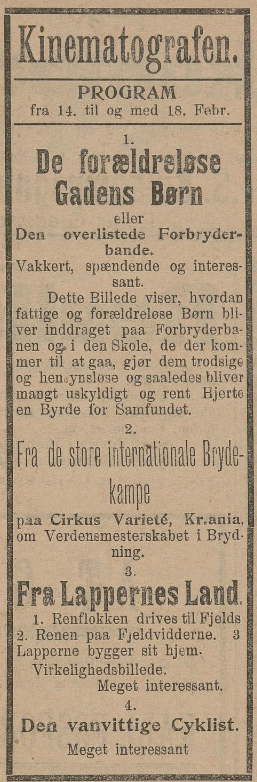 Kinematografen.
PROGRAM
fra 14. til og med 18. Febr.
1.
De forældreløse
Gadens Børn
eller
Den overlistede Forbryder-
bande.
Vakkert, spændende og interes-
sant.
Dette Billede viser, hvordan
fattige og forældreløse Børn bli-
ver inddraget paa Forbryderba-
nen og i den Skole, de der kom-
mer til at gaa, gjør dem trodsige
og hensynsløse og saaledes bliver
mangt uskyldigt og rent Hjerte
en Byrde for Samfundet.
2.
Fra de store internationale Bryde-
kampe
paa Cirkus Varieté, Kr.ania,
om Verdensmesterskabet i Bryd-
ning.
3.
Fra Lappernes Land.
1. Renflokken drives til Fjelds
2. Renen paa Fjeldvidderne. 3
Lapperne bygger sit hjem.
Virkelighedsbillede.
Meget interessant.
4.
Den vanvittige Cyklist.
Meget interessant